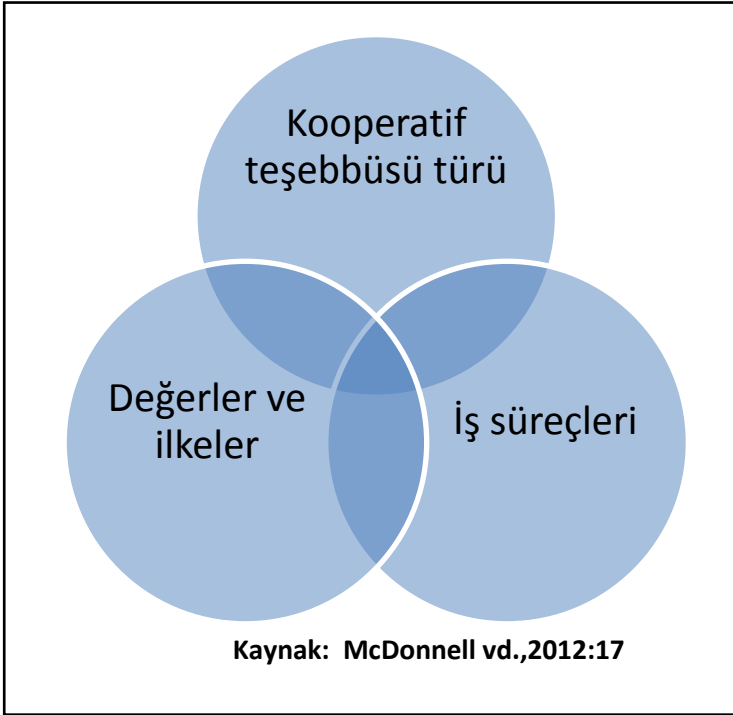 Kooperatif
teşebbüsü türü
Değerler ve
ilkeler
İş süreçleri
Kaynak: McDonnell vd.,2012:17